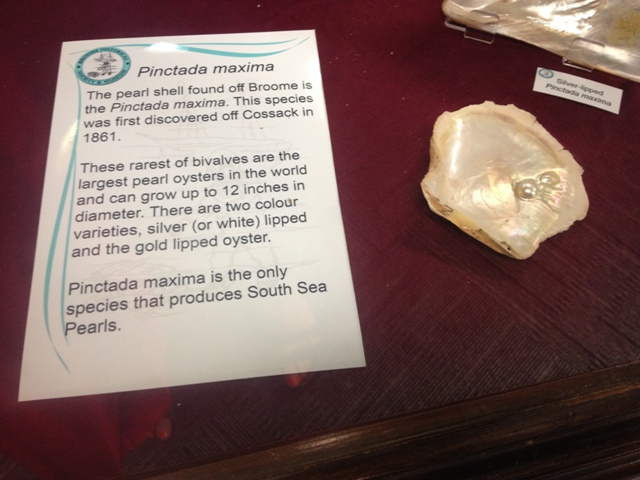 Pinctada maxima
The pearl shell found off Broome is
the Pinctada maxima. This species
was first discovered off Cossack in
1861.
These rarest of bivalves are the
largest pearl oysters in the world
and can grow up to 12 inches in
diameter. There are two colour
varieties, silver (or white) lipped
and the gold lipped oyster.
Pinctada maxima is the only
species that produces South Sea
Pearls.
Silver-lipped
Pinctada maxima